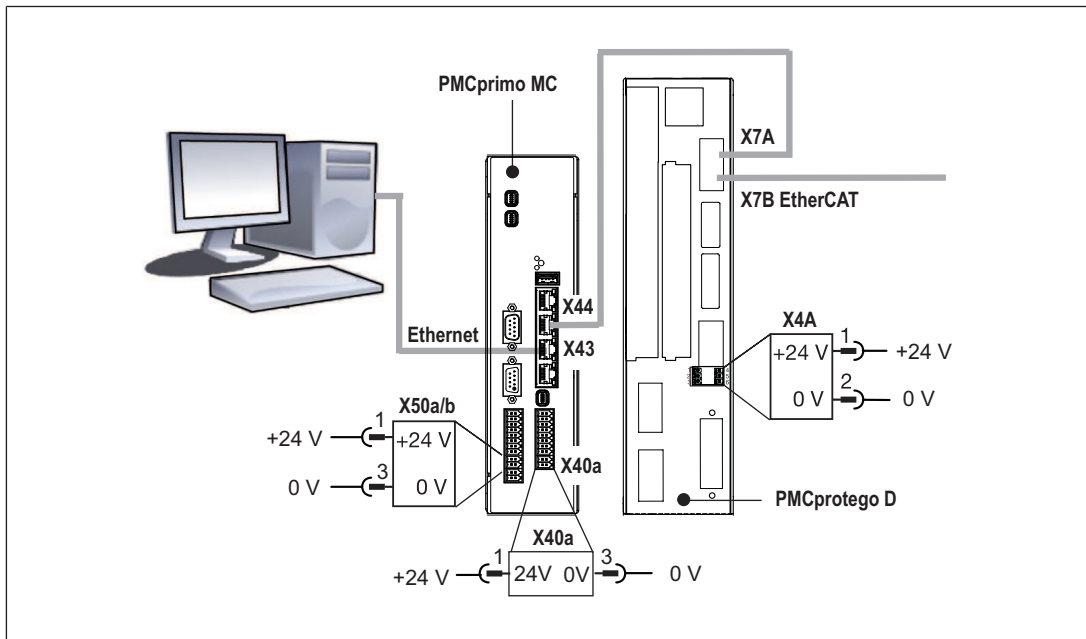 PMCprimo MC
X7A
X7B EtherCAT
X44
Ethernet
X43
X4A
1
+24 V
+24 V
2
0 V
0 V
X50a/b
1
+24 V
+24 V
3
0 V
0 V
X40a
PMCprotego D
X40a
1
3
+24 V
24V
0V
0 V